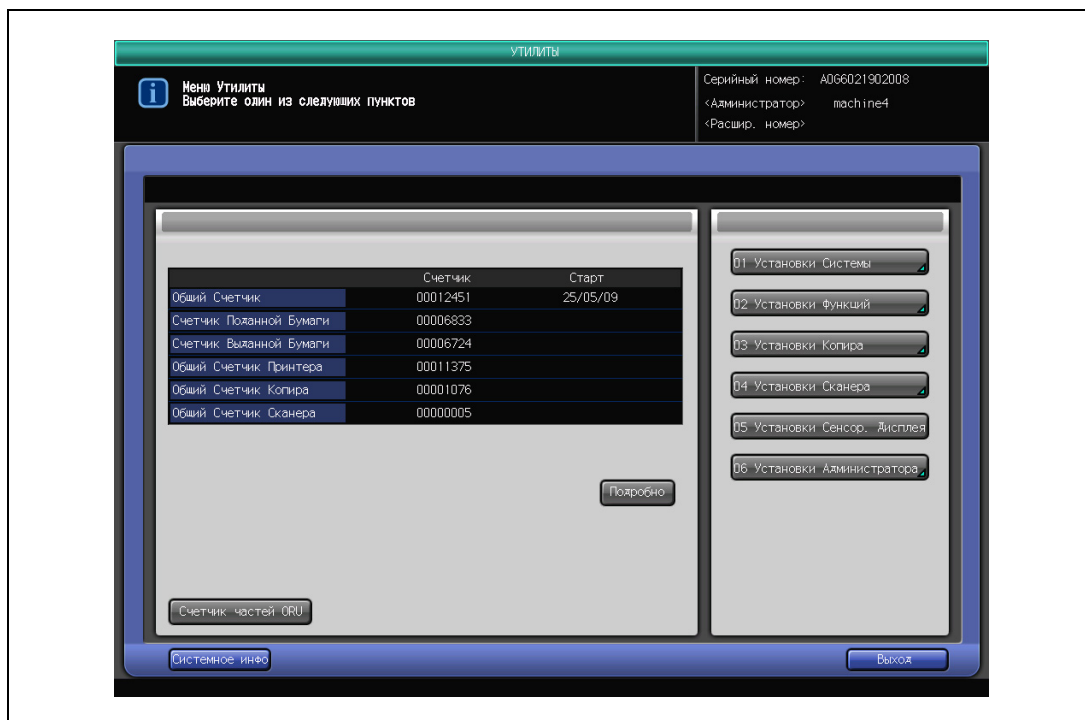 УТИЛИТЫ
Меню Утилиты
Выберите один из следующих пунктов
Серийный номер: A0G6021902008
<Администратор> machine4
<Расшир. номер>
Счетчик Старт
Общий Счетчик 00012451 25/05/09
Счетчик Поданной Бумаги 00006833
Счетчик Выданной Бумаги 00006724
Общий Счетчик Принтера 00011375
Общий Счетчик Копира 00001076
Общий Счетчик Сканера 00000005
Подробно
Счетчик частей ORU
01 Установки Системы
02 Установки Функций
03 Установки Копира
04 Установки Сканера
05 Установки Сенсор. Дисплея
06 Установки Администратора
Системное инфо
Выход